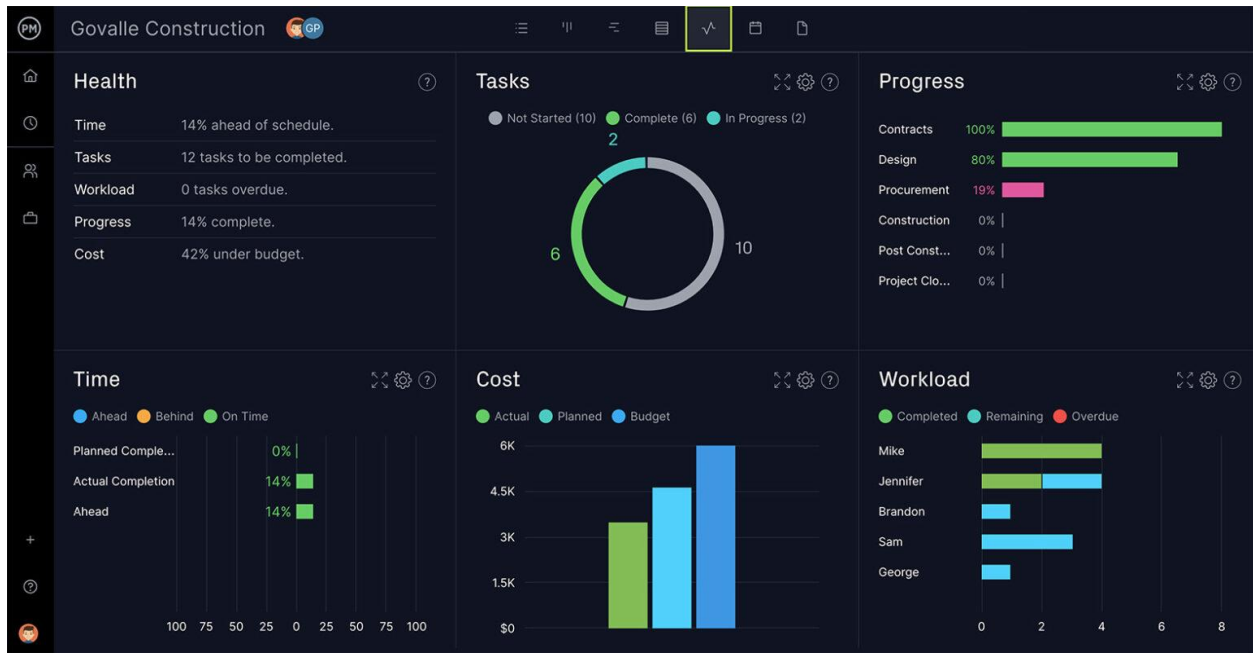 PM
Govalle Construction
GP
Health
?
Time 14% ahead of schedule.
Tasks 12 tasks to be completed.
Workload 0 tasks overdue.
Progress 14% complete.
Cost 42% under budget.
Tasks
?
Not Started (10) Complete (6) In Progress (2)
2
6
10
Progress
?
Contracts 100%
Design 80%
Procurement 19%
Construction 0%
Post Const... 0%
Project Clo... 0%
Time
?
Ahead Behind On Time
Planned Comple... 0%
Actual Completion 14%
Ahead 14%
100 75 50 25 0 25 50 75 100
Cost
?
Actual Planned Budget
6K
4.5K
3K
1.5K
$0
Workload
?
Completed Remaining Overdue
Mike
Jennifer
Brandon
Sam
George
0 2 4 6 8
+
?